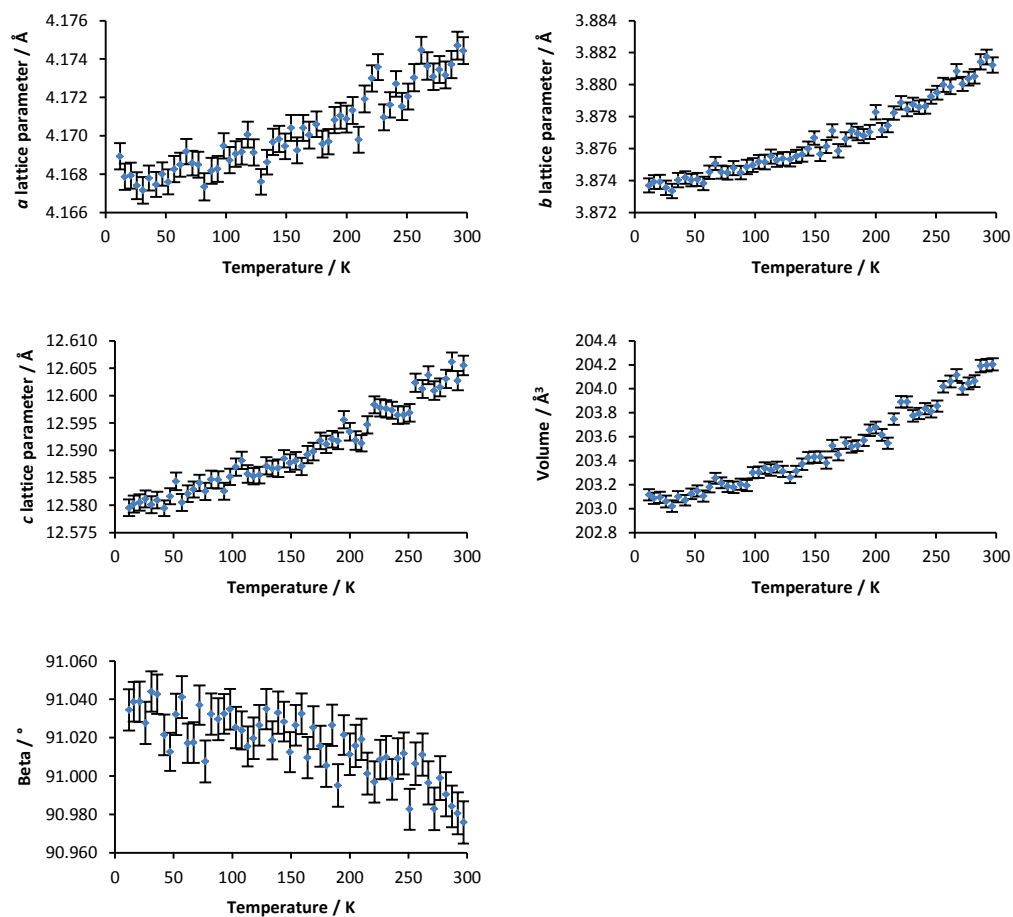 4.176
4.174
4.172
4.170
4.168
4.166
a lattice parameter / Å
0 50 100 150 200 250 300
Temperature / K
3.884
3.882
3.880
3.878
3.876
3.874
3.872
b lattice parameter / Å
0 50 100 150 200 250 300
Temperature / K
12.610
12.605
12.600
12.595
12.590
12.585
12.580
12.575
c lattice parameter / Å
0 50 100 150 200 250 300
Temperature / K
204.4
204.2
204.0
203.8
203.6
203.4
203.2
203.0
202.8
Volume / Å³
0 50 100 150 200 250 300
Temperature / K
91.060
91.040
91.020
91.000
90.980
90.960
Beta / °
0 50 100 150 200 250 300
Temperature / K